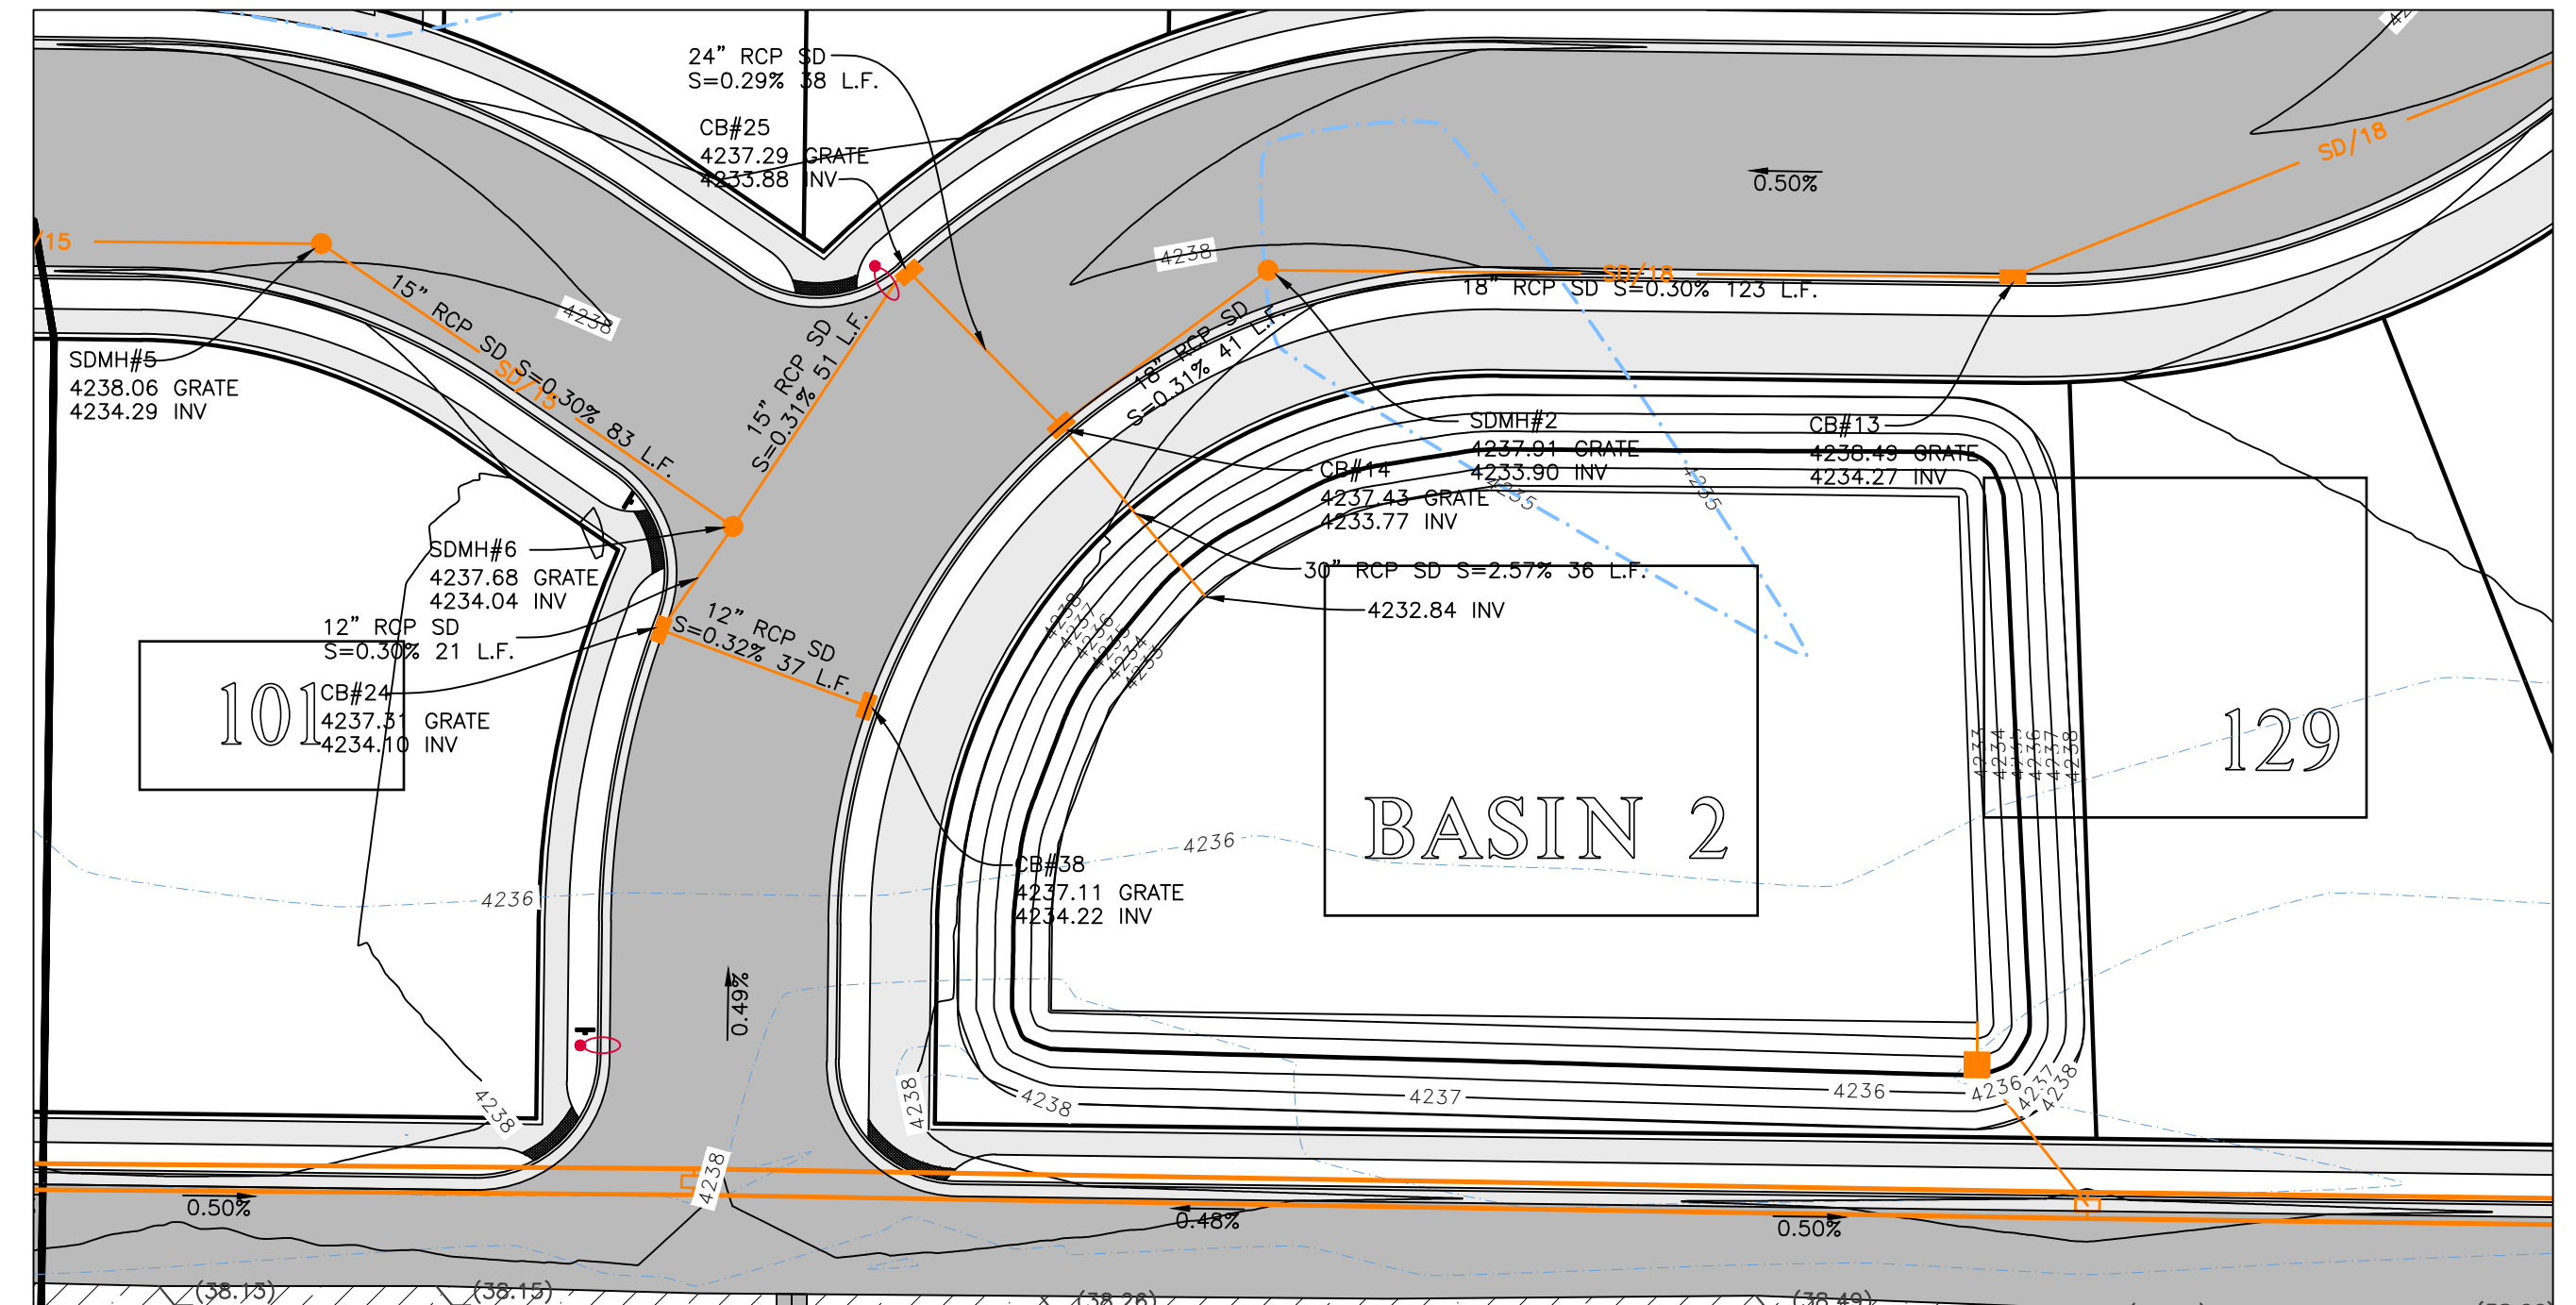 24" RCP SD
S=0.29% 38 L.F.
CB#25
4237.29 GRATE
4233.88 INV
SD/18
0.50%
/15
4238
4238
SD/18
18" RCP SD S=0.30% 123 L.F.
15" RCP SD S=0.30% 83 L.F.
SD/15
15" RCP SD
S=0.31% 51 L.F.
18" RCP SD
S=0.31% 41 L.F.
SDMH#5
4238.06 GRATE
4234.29 INV
SDMH#2
4237.91 GRATE
4233.90 INV
CB#13
4238.49 GRATE
4234.27 INV
CB#14
4237.43 GRATE
4233.77 INV
4235
4235
SDMH#6
4237.68 GRATE
4234.04 INV
30" RCP SD S=2.57% 36 L.F.
4232.84 INV
12" RCP SD
S=0.30% 21 L.F.
12" RCP SD
S=0.32% 37 L.F.
101
CB#24
4237.31 GRATE
4234.10 INV
4233
4234
4235
4236
4237
4238
129
BASIN 2
4236
4236
CB#38
4237.11 GRATE
4234.22 INV
0.49%
4238
4238
4238
4237
4236
4236
4237
4238
4238
0.50%
0.48%
0.50%
(38.13)
(38.15)
(38.26)
(38.49)